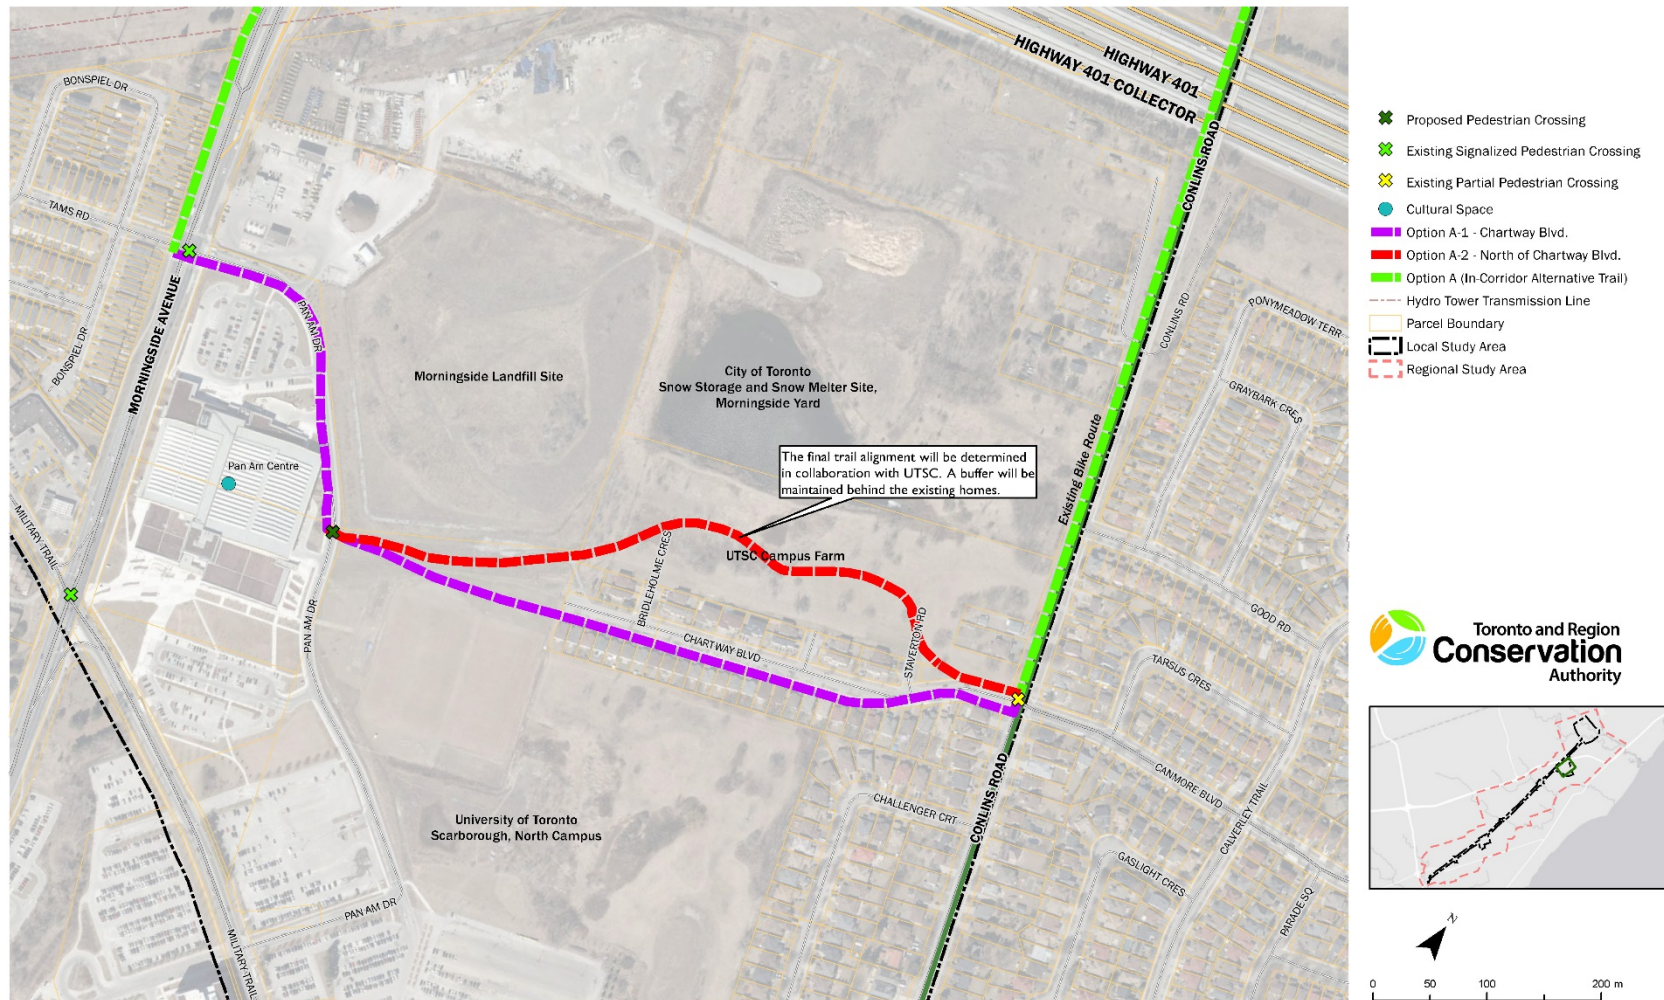 BONSPIEL DR
TAMS RD
BONSPIEL DR
MORNINGSIDE AVENUE
PAN AM DR
Pan Am Centre
MILITARY TRAIL
PAN AM DR
PAN AM DR
MILITARY TRAIL
Morningside Landfill Site
City of Toronto
Snow Storage and Snow Melter Site,
Morningside Yard
The final trail alignment will be determined
in collaboration with UTSC. A buffer will be
maintained behind the existing homes.
UTSC Campus Farm
BRIDLEHOLME CRES
CHARTWAY BLVD
STAVERTON RD
University of Toronto
Scarborough, North Campus
HIGHWAY 401
HIGHWAY 401 COLLECTOR
CONLINS ROAD
CONLINS RD
Existing Bike Route
PONYMEADOW TERR
GRAYBARK CRES
GOOD RD
TARSUS CRES
CANMORE BLVD
CALVERLEY TRAIL
CONLINS ROAD
CHALLENGER CRT
GASLIGHT CRES
PARADE SQ
Proposed Pedestrian Crossing
Existing Signalized Pedestrian Crossing
Existing Partial Pedestrian Crossing
Cultural Space
Option A-1 - Chartway Blvd.
Option A-2 - North of Chartway Blvd.
Option A (In-Corridor Alternative Trail)
Hydro Tower Transmission Line
Parcel Boundary
Local Study Area
Regional Study Area
Toronto and Region
Conservation
Authority
N
0 50 100 200 m